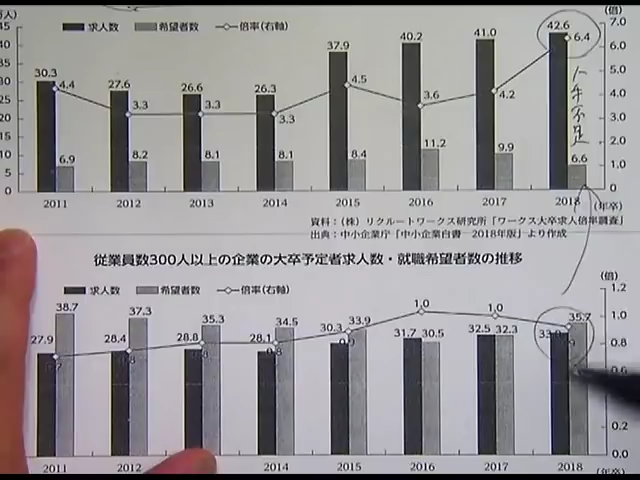 万人)
求人数 希望者数 倍率(右軸)
(倍)
45
35
30
25
20
15
10
5
0
7.0
6.0
5.0
4.0
3.0
2.0
1.0
0
30.3 27.6 26.6 26.3 37.9 40.2 41.0 42.6
4.4 3.3 3.3 3.3 4.5 3.6 4.2 6.4
6.9 8.2 8.1 8.1 8.4 11.2 9.9 6.6
人手不足
2011 2012 2013 2014 2015 2016 2017 2018 (年卒)
資料:(株)リクルートワークス研究所「ワークス大卒求人倍率調査」
出典:中小企業庁「中小企業白書 2018年版」より作成
従業員数300人以上の企業の大卒予定者求人数・就職希望者数の推移
求人数 希望者数 倍率(右軸)
(倍)
1.2
1.0
0.8
0.6
0.2
0.0
38.7 37.3 35.3 34.5 33.9 30.5 32.3 35.7
27.9 28.4 28.8 28.1 30.3 31.7 32.5
0.7 0.8 0.8 0.8 0.9 1.0 1.0
2011 2012 2014 2015 2016 2017 2018
(年卒)